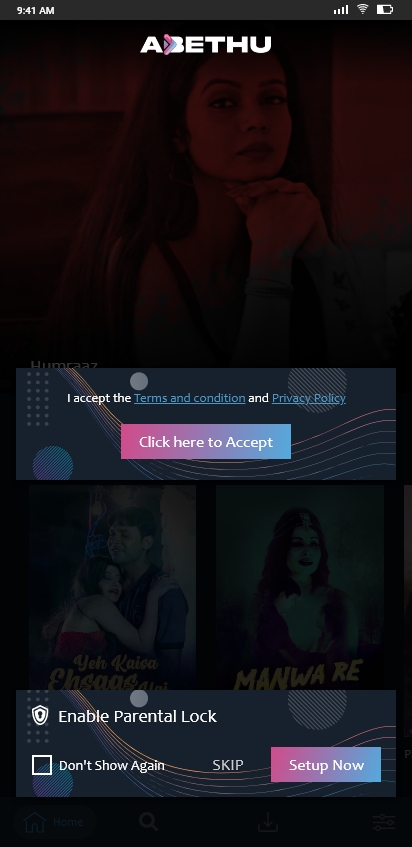 9:41 AM
ABETHU
Humraaz
I accept the Terms and condition and Privacy Policy
Click here to Accept
Yeh Kaisa
Ehsaas Hai
MANWA RE
Enable Parental Lock
Don't Show Again
SKIP
Setup Now
Home